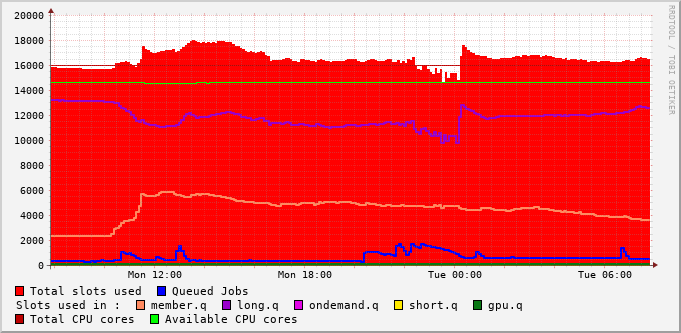 20000
18000
16000
14000
12000
10000
8000
6000
4000
2000
0
Mon 12:00 Mon 18:00 Tue 00:00 Tue 06:00
RRDTOOL / TOBI OETIKER
Total slots used Queued Jobs
Slots used in : member.q long.q ondemand.q short.q gpu.q
Total CPU cores Available CPU cores